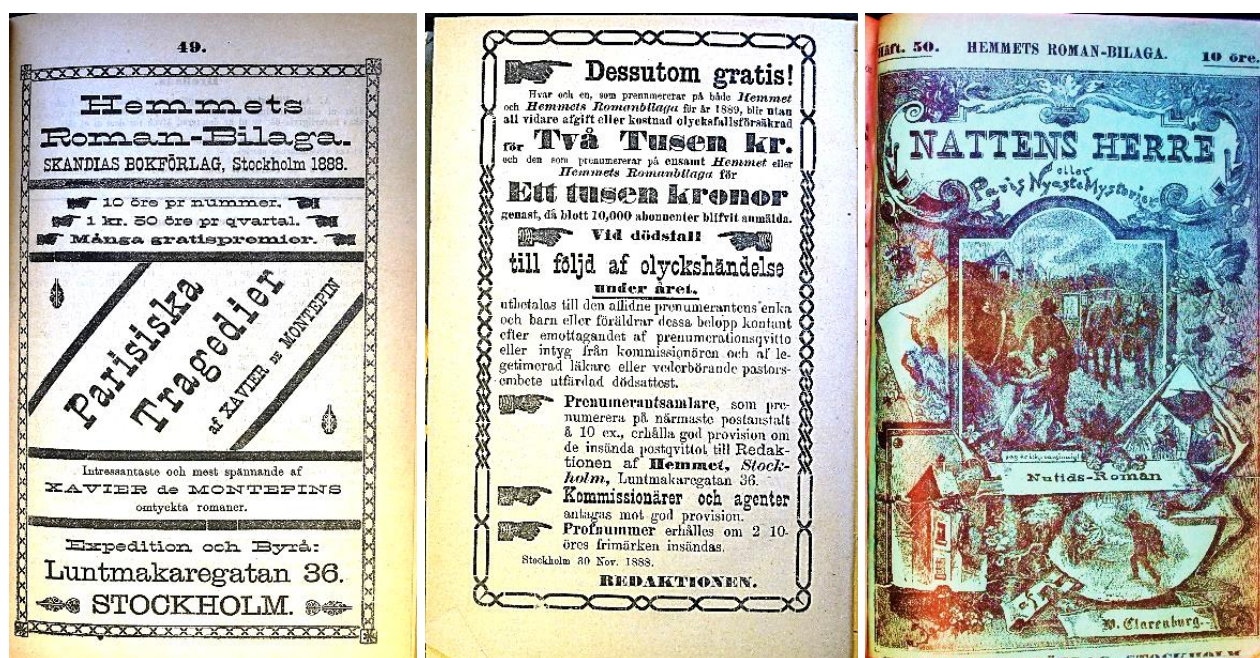 49.
Hemmets
Roman-Bilaga.
SKANDIAS BOKFÖRLAG, Stockholm 1888.
10 öre pr nummer.
1 kr. 50 öre pr qvartal.
Många gratispremier.
Parisiska
Tragedier
af XAVIER DE MONTEPIN
Intressantaste och mest spännande af
XAVIER de MONTEPINS
omtyckta romaner.
Expedition och Byrå:
Luntmakaregatan 36.
STOCKHOLM.
Dessutom gratis!
Hvar och en, som prenumererar på både Hemmet
och Hemmets Romanbilaga för år 1889, blir utan
all vidare afgift eller kostnad olycksfallsförsäkrad
för Två Tusen kr.
och den som prenumererar på ensamt Hemmet eller
Hemmets Romanbilaga för
Ett tusen kronor
genast, då blott 10,000 abonnenter blifvit anmälda.
Vid dödsfall
till följd af olyckshändelse
under året.
utbetalas till den aflidne prenumerantens enka
och barn eller föräldrar dessa belopp kontant
efter emottagandet af prenumerationsqvitto
eller intyg från kommissionären och af le-
getimerad läkare eller vederbörande pastors-
embete utfärdad dödsattest.
Prenumerantsamlare, som pre-
numerera på närmaste postanstalt
å 10 ex., erhålla god provision om
de insända postqvittot till Redak-
tionen af Hemmet, Stock-
holm, Luntmakaregatan 36.
Kommissionärer och agenter
antagas mot god provision.
Profnummer erhålles om 2 10-
öres frimärken insändas.
Stockholm 30 Nov. 1888.
REDAKTIONEN.
Häft. 50. HEMMETS ROMAN-BILAGA. 10 öre.
NATTENS HERRE
eller
Paris Nyaste Mysterier
Nutids-Roman
W. Clarenburg
STOCKHOLM